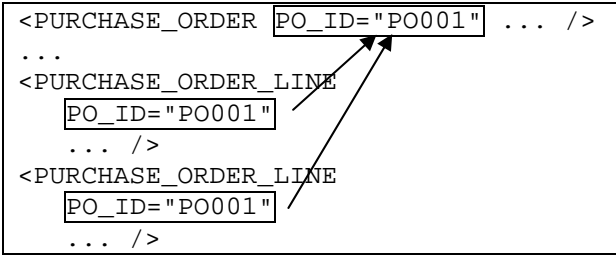 <PURCHASE_ORDER PO_ID="PO001" ... />
...
<PURCHASE_ORDER_LINE
PO_ID="PO001"
... />
<PURCHASE_ORDER_LINE
PO_ID="PO001"
... />